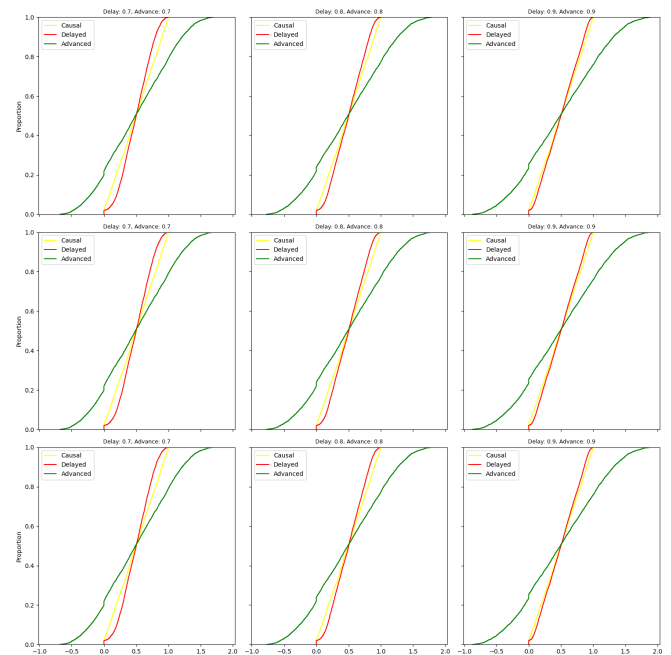 Delay: 0.7, Advance: 0.7
Delay: 0.8, Advance: 0.8
Delay: 0.9, Advance: 0.9
1.0
0.8
0.6
0.4
0.2
0.0
Proportion
Causal
Delayed
Advanced
Causal
Delayed
Advanced
Causal
Delayed
Advanced
Delay: 0.7, Advance: 0.7
Delay: 0.8, Advance: 0.8
Delay: 0.9, Advance: 0.9
1.0
0.8
0.6
0.4
0.2
0.0
Proportion
Causal
Delayed
Advanced
Causal
Delayed
Advanced
Causal
Delayed
Advanced
Delay: 0.7, Advance: 0.7
Delay: 0.8, Advance: 0.8
Delay: 0.9, Advance: 0.9
1.0
0.8
0.6
0.4
0.2
0.0
Proportion
Causal
Delayed
Advanced
Causal
Delayed
Advanced
Causal
Delayed
Advanced
−1.0 −0.5 0.0 0.5 1.0 1.5 2.0
−1.0 −0.5 0.0 0.5 1.0 1.5 2.0
−1.0 −0.5 0.0 0.5 1.0 1.5 2.0